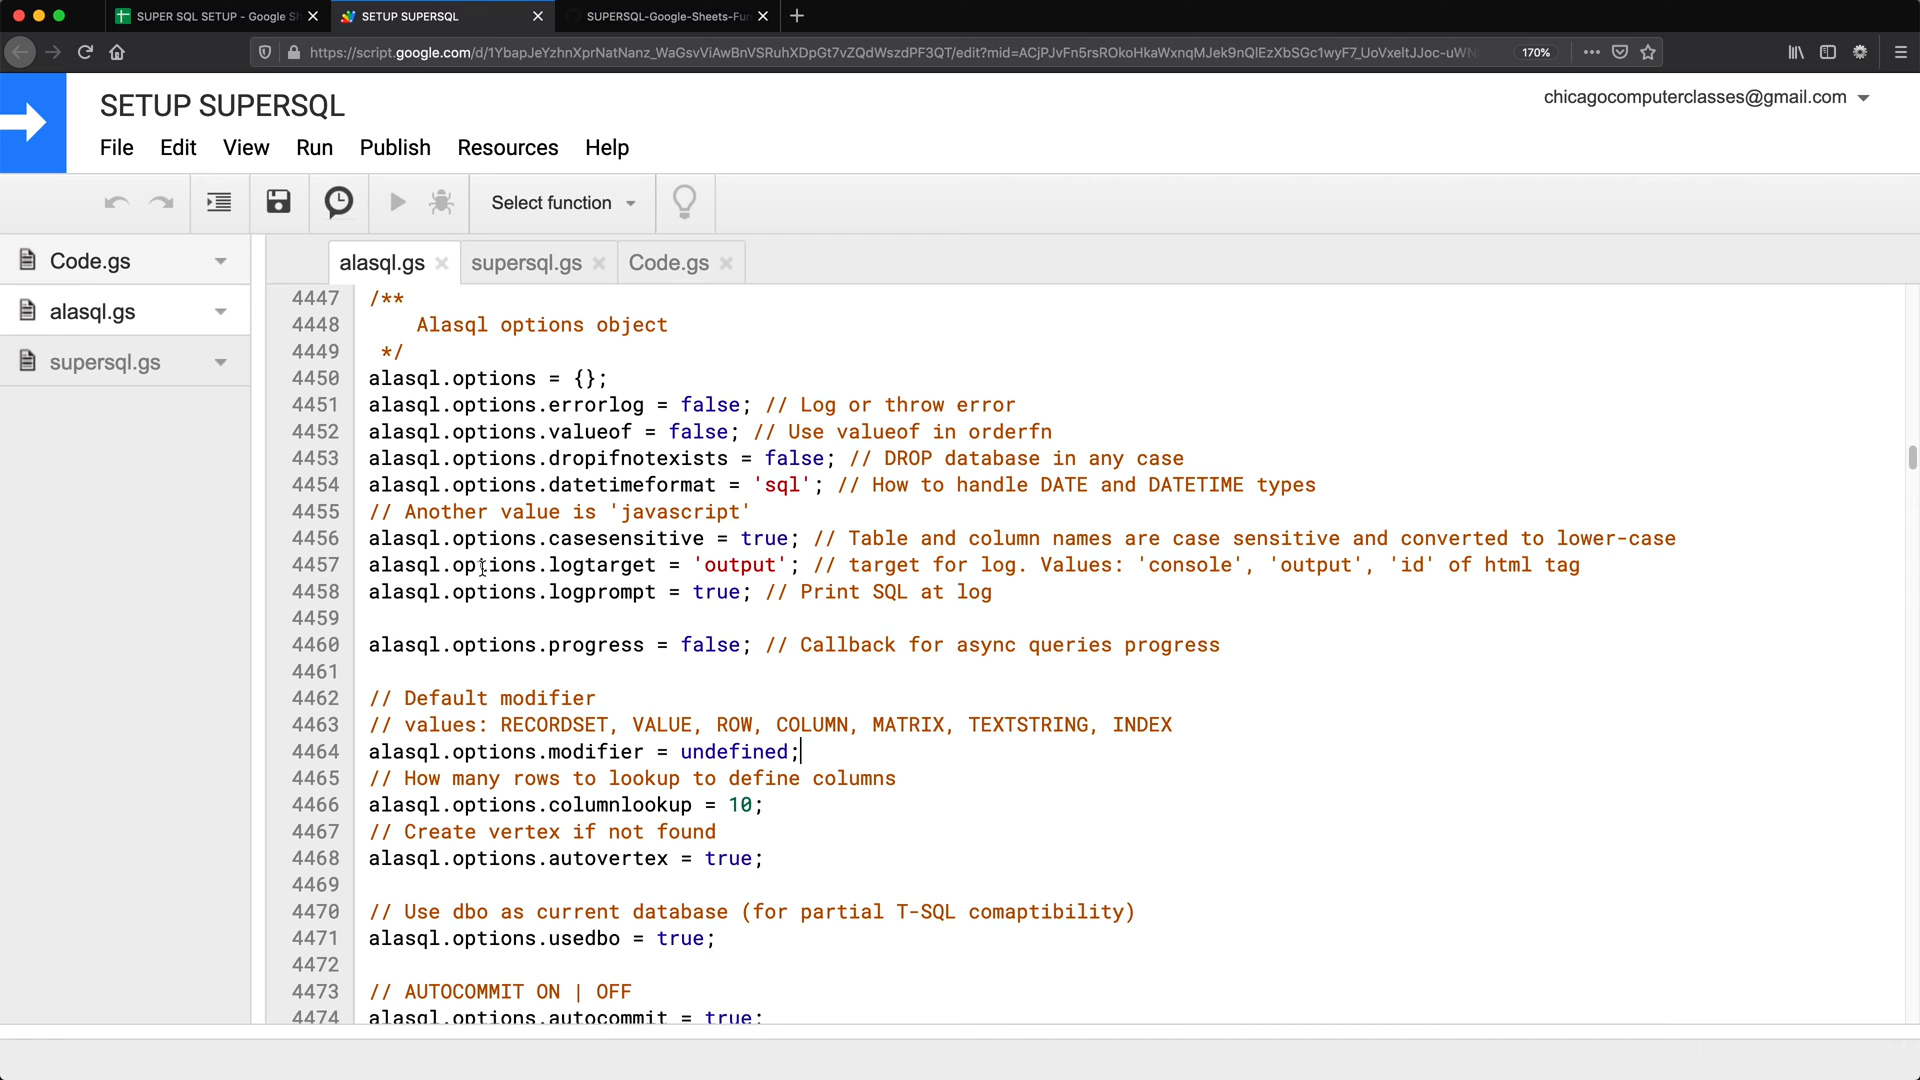 SUPER SQL SETUP - Google Sh
SETUP SUPERSQL
SUPERSQL-Google-Sheets-Fun
https://script.google.com/d/1YbapJeYzhnXprNatNanz_WaGsvViAwBnVSRuhXDpGt7vZQdWszdPF3QT/edit?mid=ACjPJvFn5rsROkoHkaWxnqMJek9nQlEzXbSGc1wyF7_UoVxeltJJoc-uWN
170%
SETUP SUPERSQL
chicagocomputerclasses@gmail.com
File Edit View Run Publish Resources Help
Select function
Code.gs
alasql.gs
supersql.gs
alasql.gs supersql.gs Code.gs
4447 /**
4448 Alasql options object
4449 */
4450 alasql.options = {};
4451 alasql.options.errorlog = false; // Log or throw error
4452 alasql.options.valueof = false; // Use valueof in orderfn
4453 alasql.options.dropifnotexists = false; // DROP database in any case
4454 alasql.options.datetimeformat = 'sql'; // How to handle DATE and DATETIME types
4455 // Another value is 'javascript'
4456 alasql.options.casesensitive = true; // Table and column names are case sensitive and converted to lower-case
4457 alasql.options.logtarget = 'output'; // target for log. Values: 'console', 'output', 'id' of html tag
4458 alasql.options.logprompt = true; // Print SQL at log
4459
4460 alasql.options.progress = false; // Callback for async queries progress
4461
4462 // Default modifier
4463 // values: RECORDSET, VALUE, ROW, COLUMN, MATRIX, TEXTSTRING, INDEX
4464 alasql.options.modifier = undefined;
4465 // How many rows to lookup to define columns
4466 alasql.options.columnlookup = 10;
4467 // Create vertex if not found
4468 alasql.options.autovertex = true;
4469
4470 // Use dbo as current database (for partial T-SQL comaptibility)
4471 alasql.options.usedbo = true;
4472
4473 // AUTOCOMMIT ON | OFF
4474 alasql.options.autocommit = true;